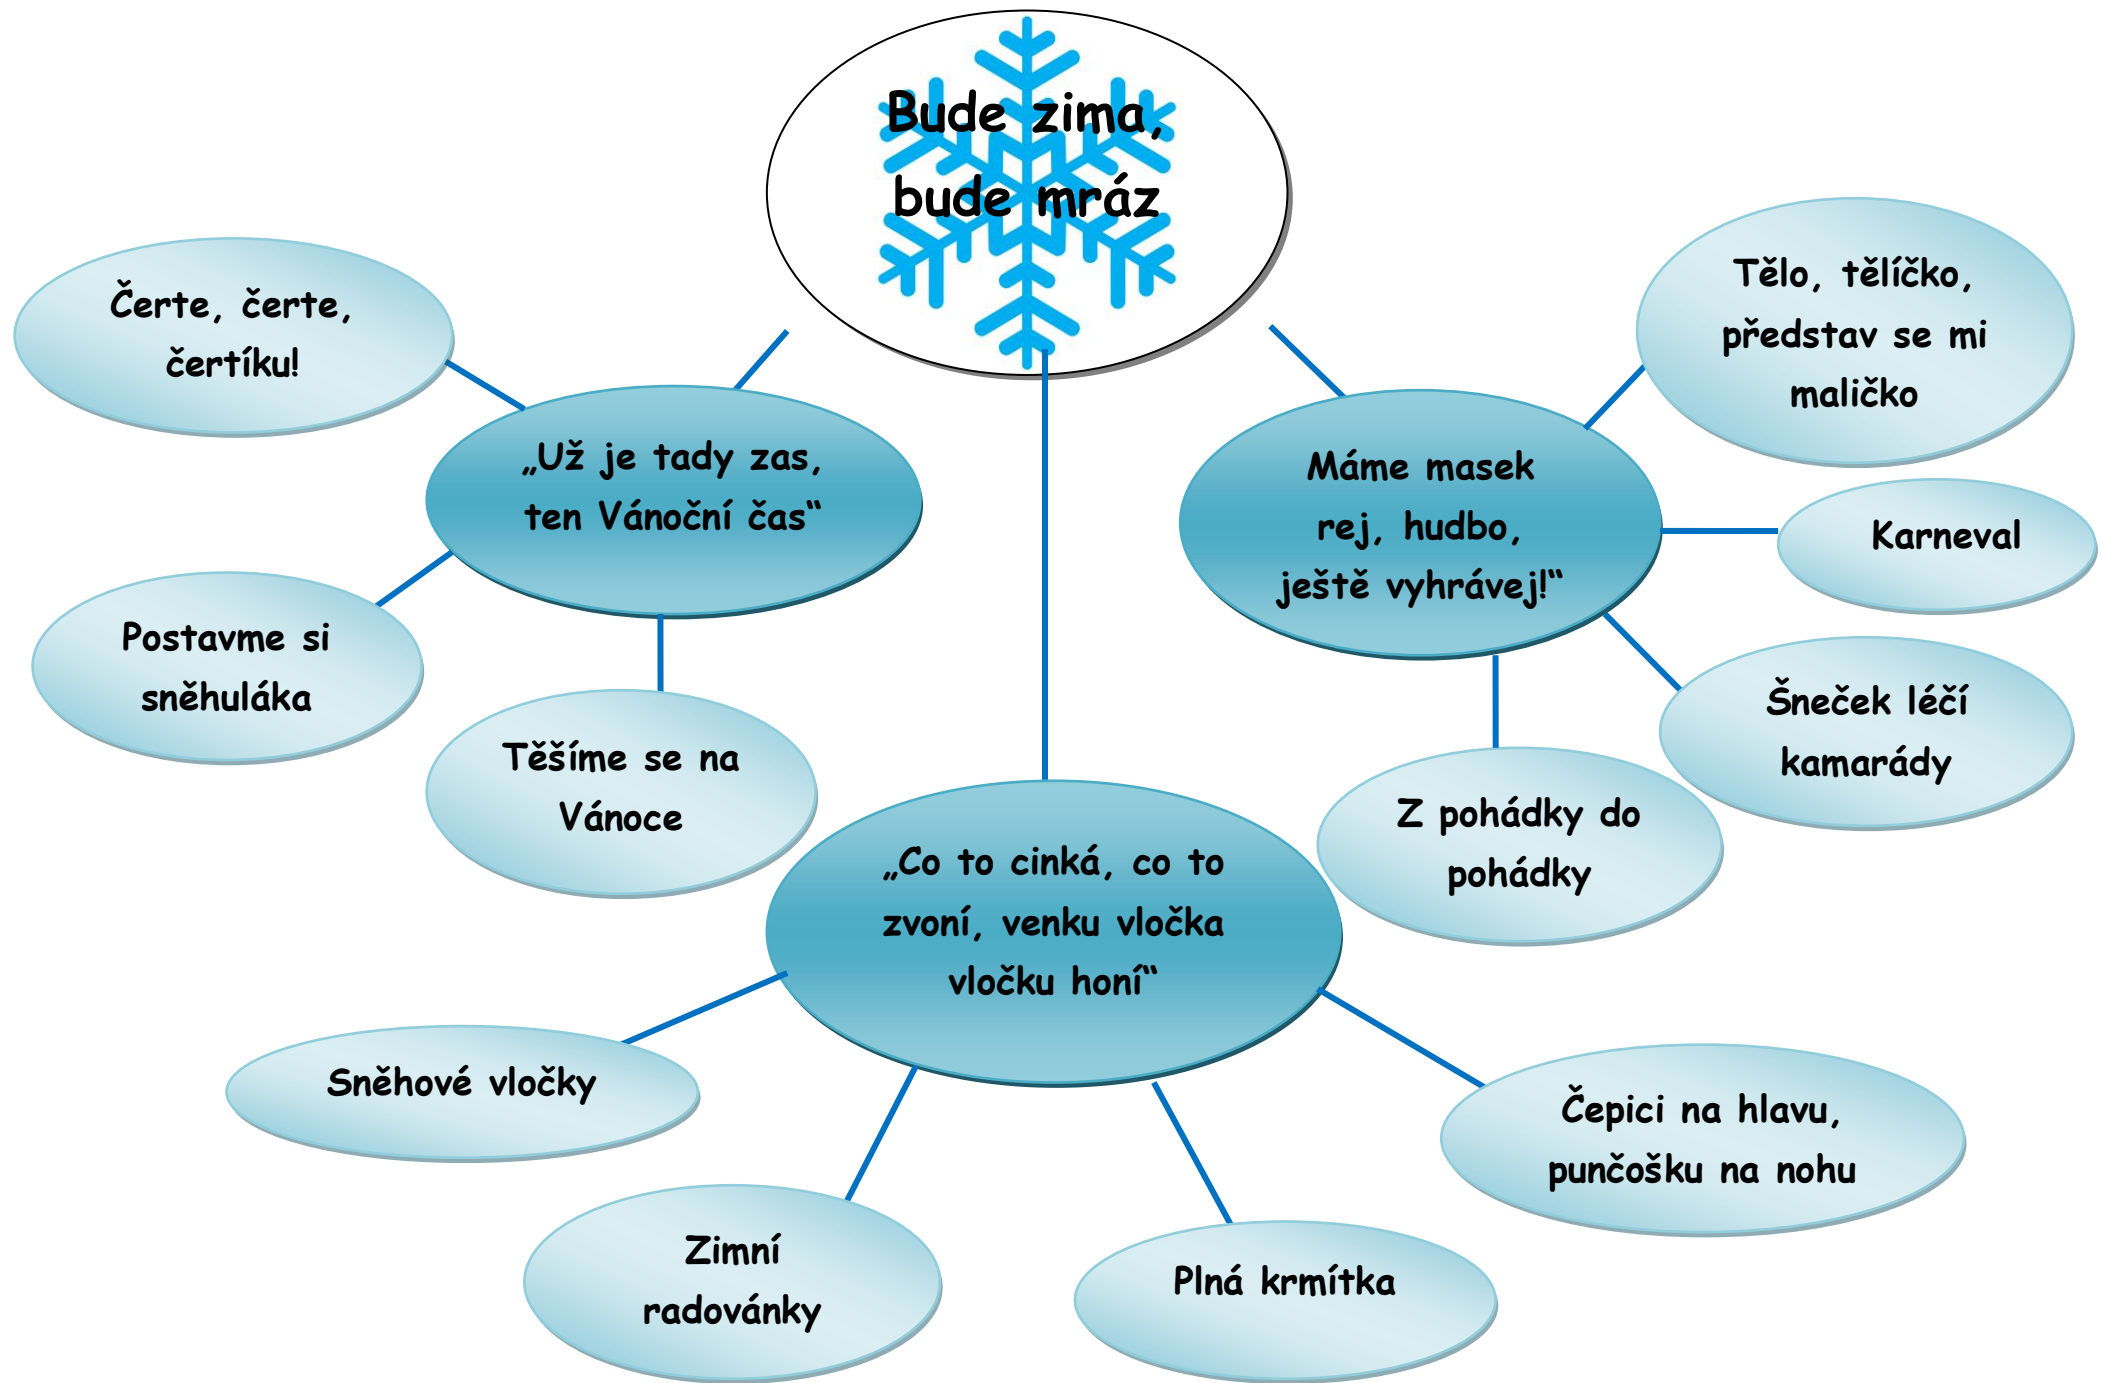 Bude zima,
bude mráz
Čerte, čerte,
čertíku!
„Už je tady zas,
ten Vánoční čas“
Postavme si
sněhuláka
Těšíme se na
Vánoce
Máme masek
rej, hudbo,
ještě vyhrávej!“
Tělo, tělíčko,
představ se mi
maličko
Karneval
Šneček léčí
kamarády
Z pohádky do
pohádky
„Co to cinká, co to
zvoní, venku vločka
vločku honí“
Sněhové vločky
Zimní
radovánky
Plná krmítka
Čepici na hlavu,
punčošku na nohu